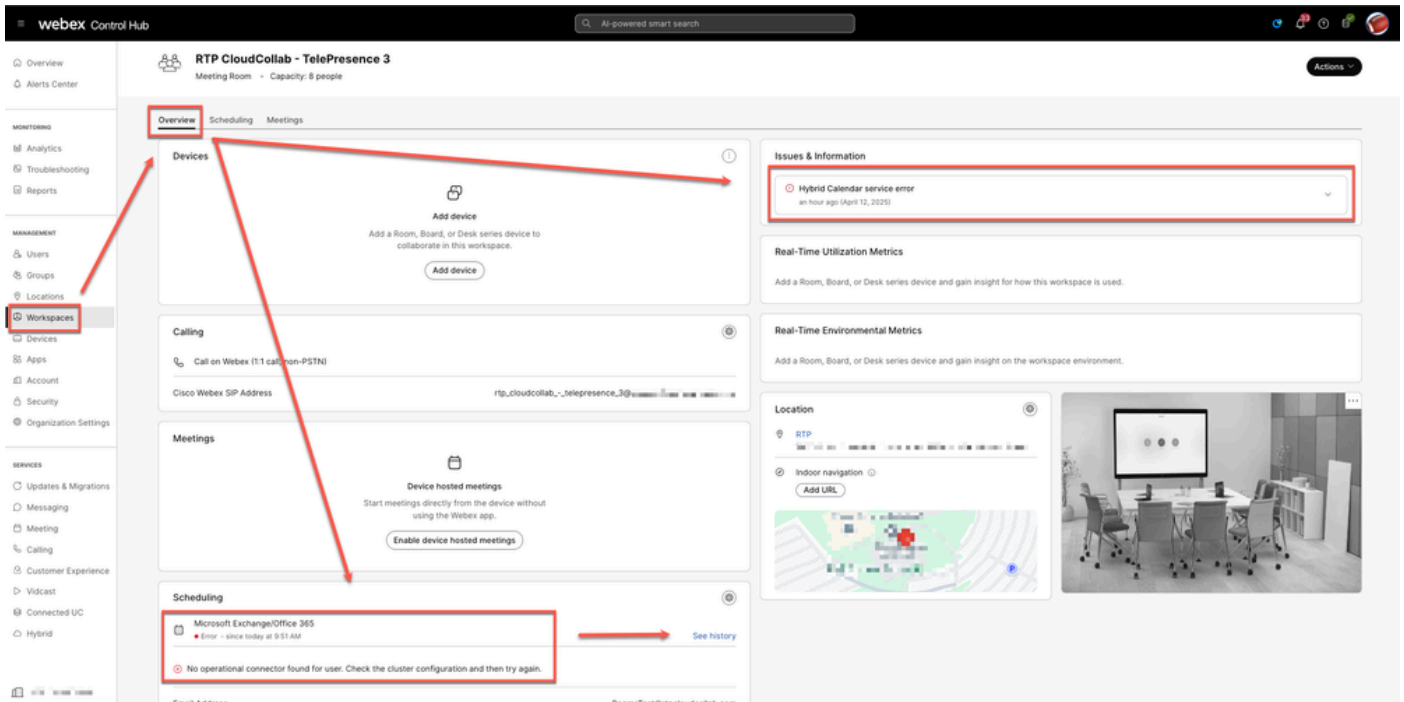 webex Control Hub
AI-powered smart search
33
Overview
Alerts Center
MONITORING
Analytics
Troubleshooting
Reports
MANAGEMENT
Users
Groups
Locations
Workspaces
Devices
Apps
Account
Security
Organization Settings
SERVICES
Updates & Migrations
Messaging
Meeting
Calling
Customer Experience
Vidcast
Connected UC
Hybrid
RTP CloudCollab - TelePresence 3
Meeting Room • Capacity: 8 people
Actions
Overview Scheduling Meetings
Devices
Add device
Add a Room, Board, or Desk series device to
collaborate in this workspace.
Add device
Calling
Call on Webex (1:1 call, non-PSTN)
Cisco Webex SIP Address rtp_cloudcollab_-_telepresence_3@
Meetings
Device hosted meetings
Start meetings directly from the device without
using the Webex app.
Enable device hosted meetings
Scheduling
Microsoft Exchange/Office 365
Error - since today at 9:51 AM
See history
No operational connector found for user. Check the cluster configuration and then try again.
Issues & Information
Hybrid Calendar service error
an hour ago (April 12, 2025)
Real-Time Utilization Metrics
Add a Room, Board, or Desk series device and gain insight for how this workspace is used.
Real-Time Environmental Metrics
Add a Room, Board, or Desk series device and gain insight on the workspace environment.
Location
RTP
Indoor navigation
Add URL
P